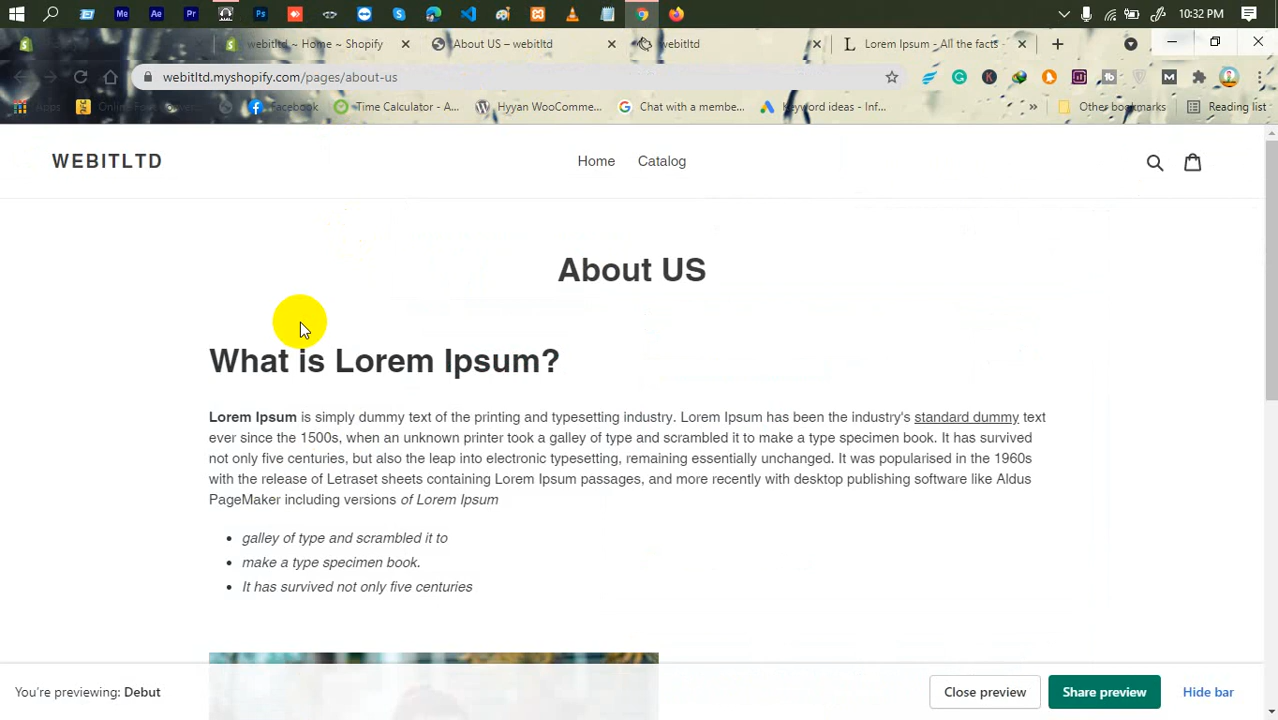 10:32 PM
webitltd ~ Home ~ Shopify
About US – webitltd
webitltd
Lorem Ipsum - All the facts -
webitltd.myshopify.com/pages/about-us
Apps
Facebook
Time Calculator - A...
Hyyan WooComme...
Chat with a membe...
Keyword ideas - Inf...
Other bookmarks
Reading list
WEBITLTD
Home
Catalog
About US
What is Lorem Ipsum?
Lorem Ipsum is simply dummy text of the printing and typesetting industry. Lorem Ipsum has been the industry's standard dummy text
ever since the 1500s, when an unknown printer took a galley of type and scrambled it to make a type specimen book. It has survived
not only five centuries, but also the leap into electronic typesetting, remaining essentially unchanged. It was popularised in the 1960s
with the release of Letraset sheets containing Lorem Ipsum passages, and more recently with desktop publishing software like Aldus
PageMaker including versions of Lorem Ipsum
• galley of type and scrambled it to
• make a type specimen book.
• It has survived not only five centuries
You're previewing: Debut
Close preview
Share preview
Hide bar